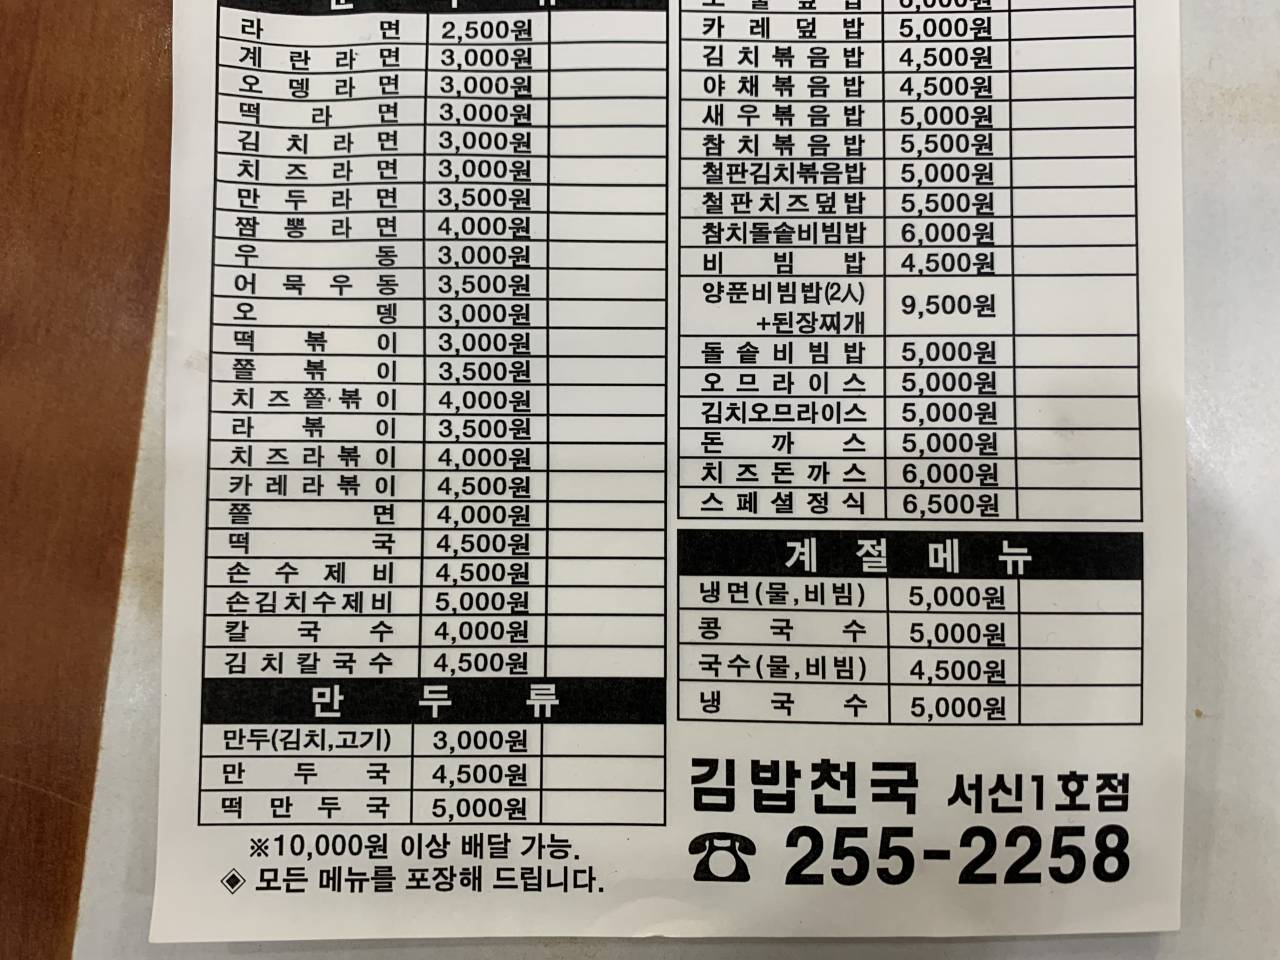 라면 2,500원
계란라면 3,000원
오뎅라면 3,000원
떡라면 3,000원
김치라면 3,000원
치즈라면 3,000원
만두라면 3,500원
짬뽕라면 4,000원
우동 3,000원
어묵우동 3,500원
오뎅 3,000원
떡볶이 3,000원
쫄볶이 3,500원
치즈쫄볶이 4,000원
라볶이 3,500원
치즈라볶이 4,000원
카레라볶이 4,500원
쫄면 4,000원
떡국 4,500원
손수제비 4,500원
손김치수제비 5,000원
칼국수 4,000원
김치칼국수 4,500원
만두류
만두(김치,고기) 3,000원
만두국 4,500원
떡만두국 5,000원
※10,000원 이상 배달 가능.
◈ 모든 메뉴를 포장해 드립니다.
6,000원
카레덮밥 5,000원
김치볶음밥 4,500원
야채볶음밥 4,500원
새우볶음밥 5,000원
참치볶음밥 5,500원
철판김치볶음밥 5,000원
철판치즈덮밥 5,500원
참치돌솥비빔밥 6,000원
비빔밥 4,500원
양푼비빔밥(2人)
+된장찌개 9,500원
돌솥비빔밥 5,000원
오므라이스 5,000원
김치오므라이스 5,000원
돈까스 5,000원
치즈돈까스 6,000원
스페셜정식 6,500원
계절메뉴
냉면(물,비빔) 5,000원
콩국수 5,000원
국수(물,비빔) 4,500원
냉국수 5,000원
김밥천국 서신1호점
☎ 255-2258